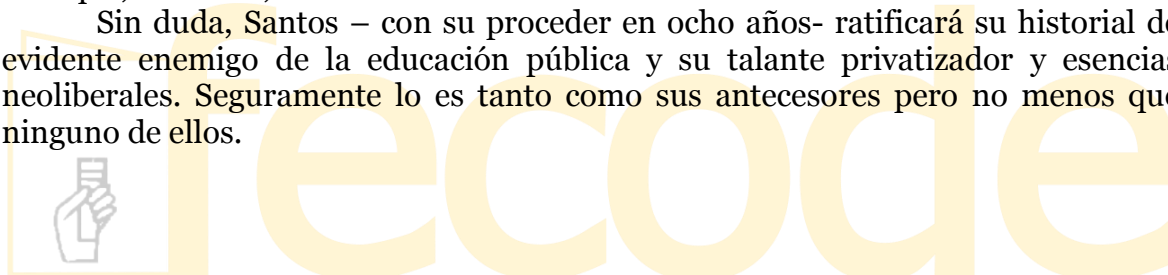 Sin duda, Santos – con su proceder en ocho años- ratificará su historial de
evidente enemigo de la educación pública y su talante privatizador y esencias
neoliberales. Seguramente lo es tanto como sus antecesores pero no menos que
ninguno de ellos.
fecode